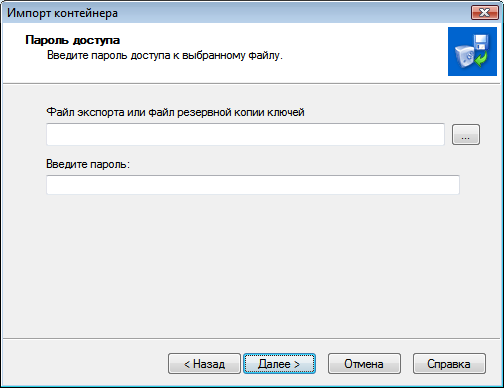 Импорт контейнера
Пароль доступа
Введите пароль доступа к выбранному файлу.
Файл экспорта или файл резервной копии ключей
...
Введите пароль:
< Назад
Далее >
Отмена
Справка